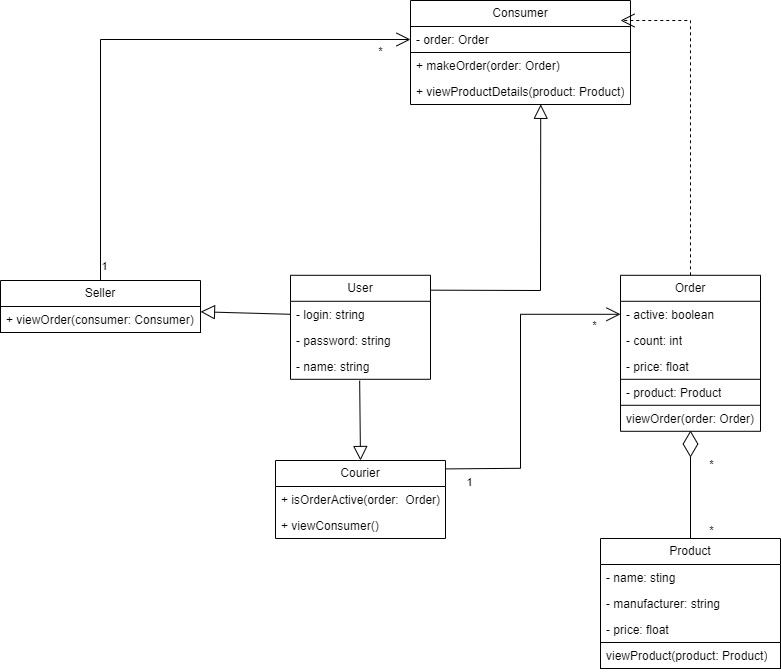 Consumer
- order: Order
+ makeOrder(order: Order)
+ viewProductDetails(product: Product)
*
1
Seller
+ viewOrder(consumer: Consumer)
User
- login: string
- password: string
- name: string
Order
- active: boolean
- count: int
- price: float
- product: Product
viewOrder(order: Order)
*
Courier
+ isOrderActive(order:  Order)
+ viewConsumer()
1
*
*
Product
- name: sting
- manufacturer: string
- price: float
viewProduct(product: Product)